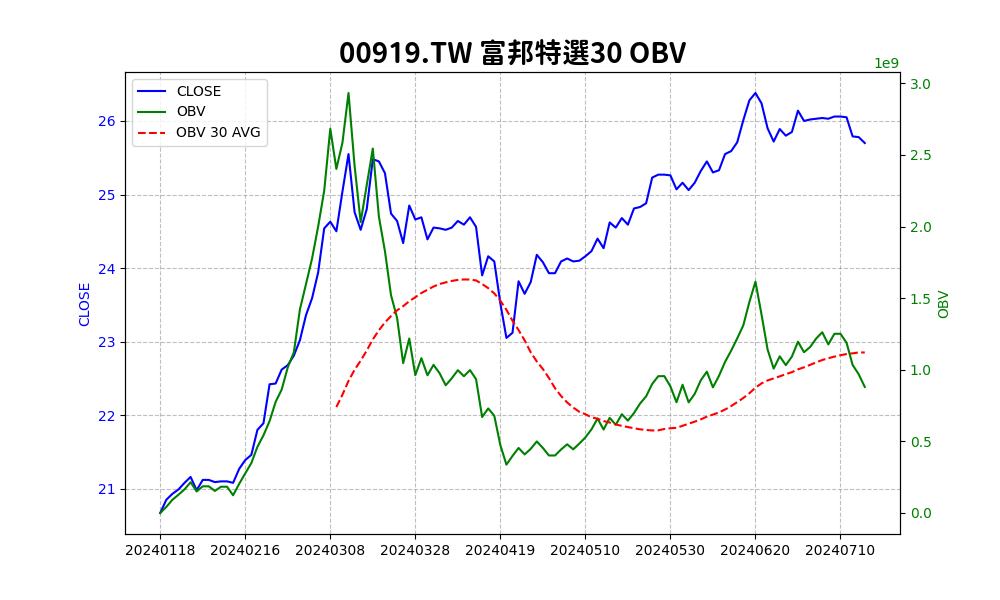 00919.TW 富邦特選30 OBV
1e9
CLOSE
OBV
OBV 30 AVG
26
25
24
23
22
21
CLOSE
3.0
2.5
2.0
1.5
1.0
0.5
0.0
OBV
20240118 20240216 20240308 20240328 20240419 20240510 20240530 20240620 20240710